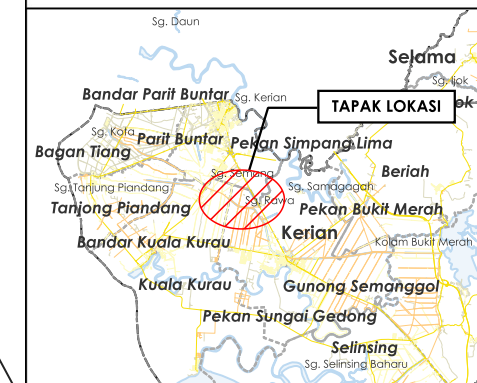 Sg. Daun
Selama
Sg. Ijok
Bandar Parit Buntar
Sg. Kerian
TAPAK LOKASI
ok
Sg. Kota
Parit Buntar
Pekan Simpang Lima
Bagan Tiang
Sg. Semang
Beriah
Sg. Tanjung Piandang
Sg. Samagagah
Sg. Rawa
Tanjong Piandang
Pekan Bukit Merah
Kerian
Bandar Kuala Kurau
Kolam Bukit Merah
Kuala Kurau
Gunong Semanggol
Pekan Sungai Gedong
Selinsing
Sg. Selinsing Baharu